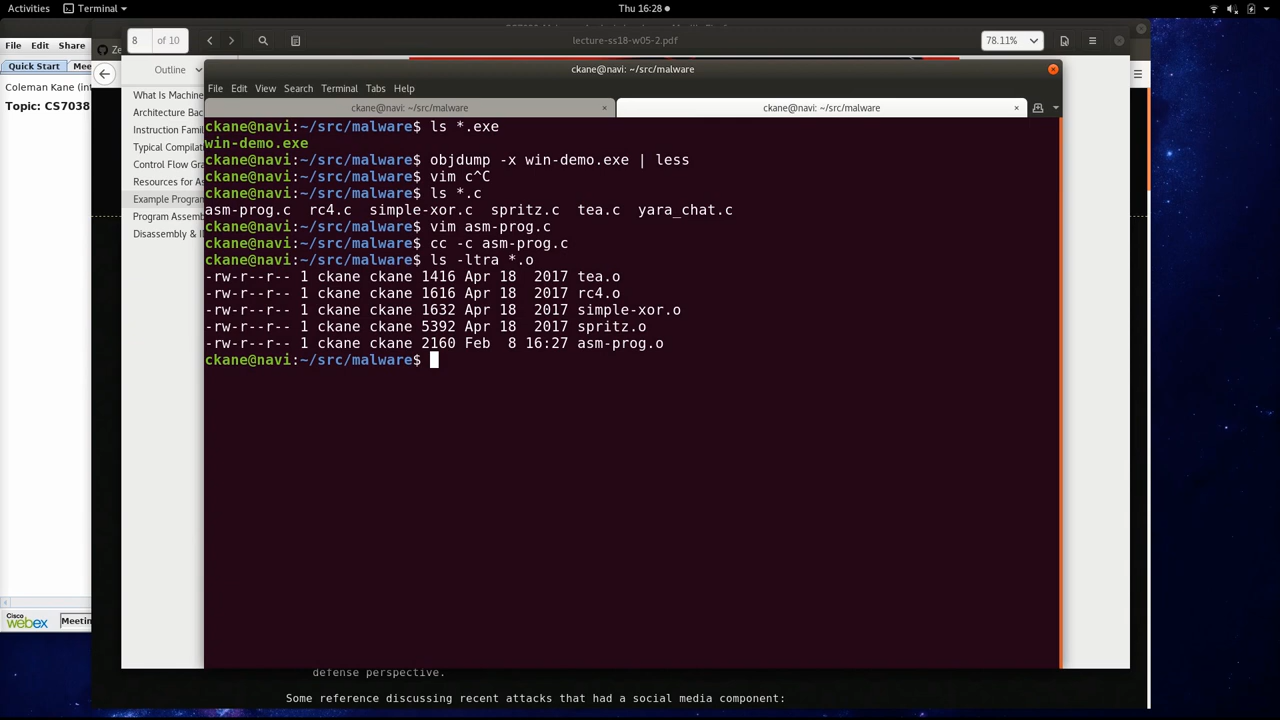 Activities Terminal Thu 16:28
8 of 10 lecture-ss18-w05-2.pdf 78.11%
File Edit Share
Quick Start Mee
Coleman Kane (in
Topic: CS7038
Outline
What Is Machine
Architecture Bac
Instruction Famil
Typical Compilat
Control Flow Gra
Resources for As
Example Program
Program Assemb
Disassembly & I
ckane@navi: ~/src/malware
File Edit View Search Terminal Tabs Help
ckane@navi: ~/src/malware × ckane@navi: ~/src/malware ×
ckane@navi:~/src/malware$ ls *.exe
win-demo.exe
ckane@navi:~/src/malware$ objdump -x win-demo.exe | less
ckane@navi:~/src/malware$ vim c^C
ckane@navi:~/src/malware$ ls *.c
asm-prog.c rc4.c simple-xor.c spritz.c tea.c yara_chat.c
ckane@navi:~/src/malware$ vim asm-prog.c
ckane@navi:~/src/malware$ cc -c asm-prog.c
ckane@navi:~/src/malware$ ls -ltra *.o
-rw-r--r-- 1 ckane ckane 1416 Apr 18 2017 tea.o
-rw-r--r-- 1 ckane ckane 1616 Apr 18 2017 rc4.o
-rw-r--r-- 1 ckane ckane 1632 Apr 18 2017 simple-xor.o
-rw-r--r-- 1 ckane ckane 5392 Apr 18 2017 spritz.o
-rw-r--r-- 1 ckane ckane 2160 Feb 8 16:27 asm-prog.o
ckane@navi:~/src/malware$
Cisco webex Meetin
defense perspective.
Some reference discussing recent attacks that had a social media component: